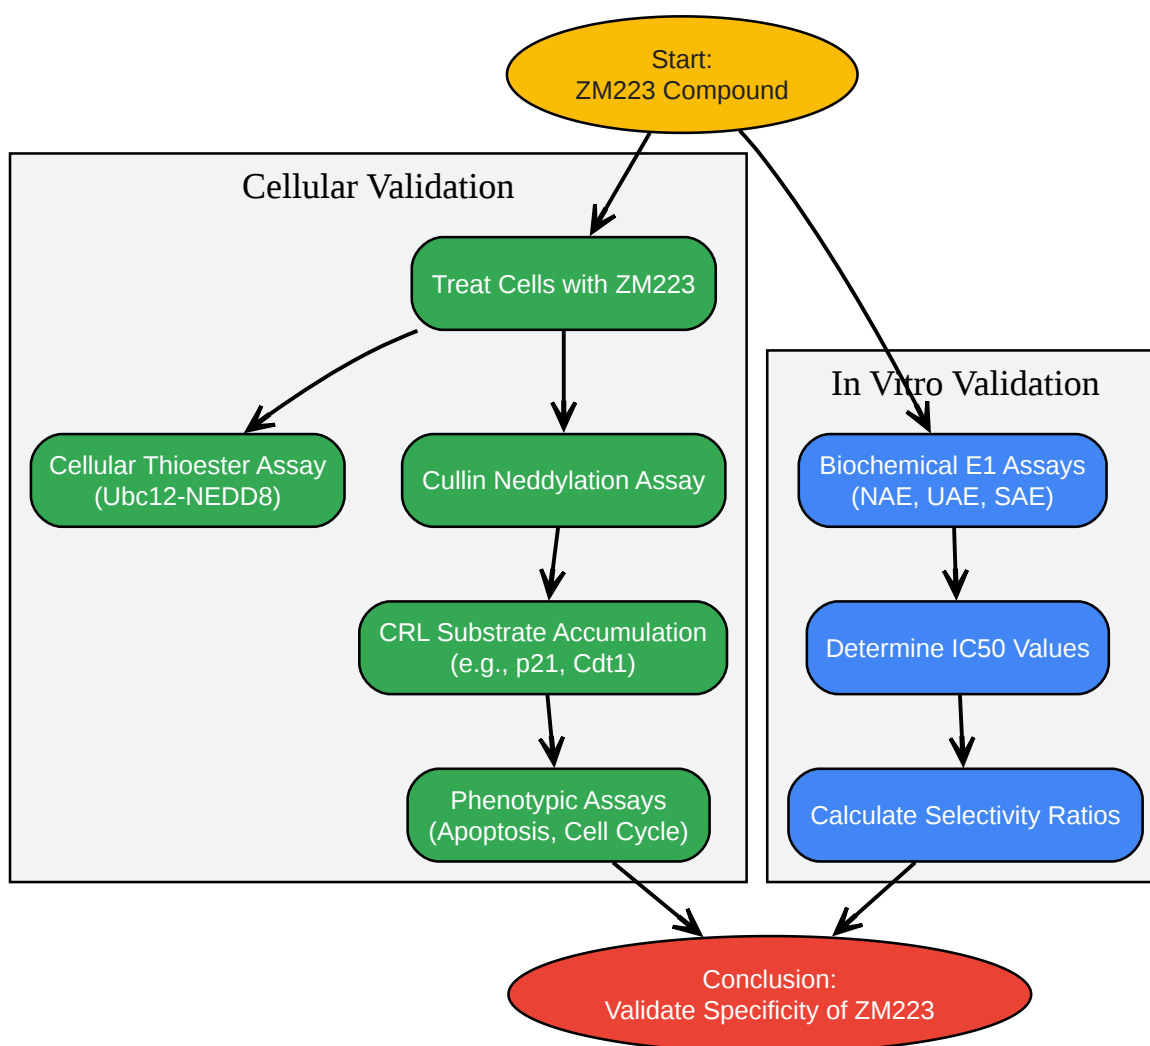 Start:
ZM223 Compound
Cellular Validation
Treat Cells with ZM223
Cellular Thioester Assay
(Ubc12-NEDD8)
Cullin Neddylation Assay
CRL Substrate Accumulation
(e.g., p21, Cdt1)
Phenotypic Assays
(Apoptosis, Cell Cycle)
In Vitro Validation
Biochemical E1 Assays
(NAE, UAE, SAE)
Determine IC50 Values
Calculate Selectivity Ratios
Conclusion:
Validate Specificity of ZM223